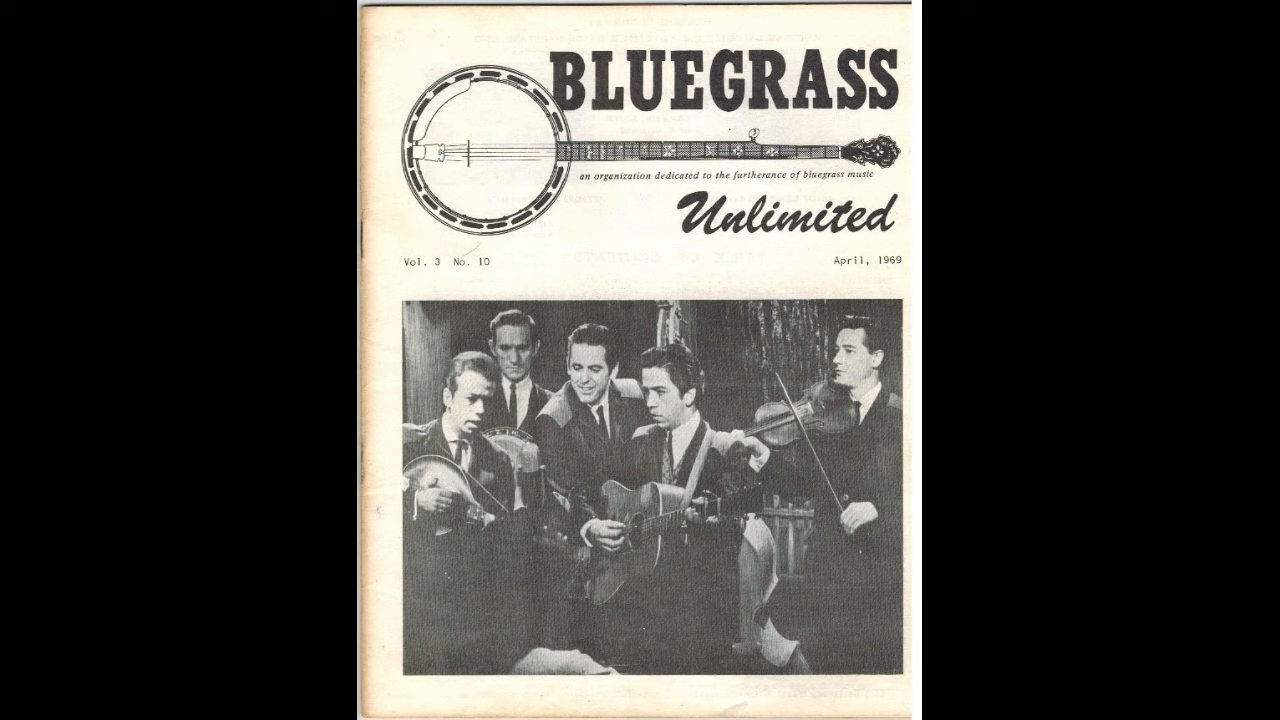 BLUEGRASS
an organization dedicated to the furtherance of bluegrass music
Unlimited
Vol. 3 No. 10
April, 1969